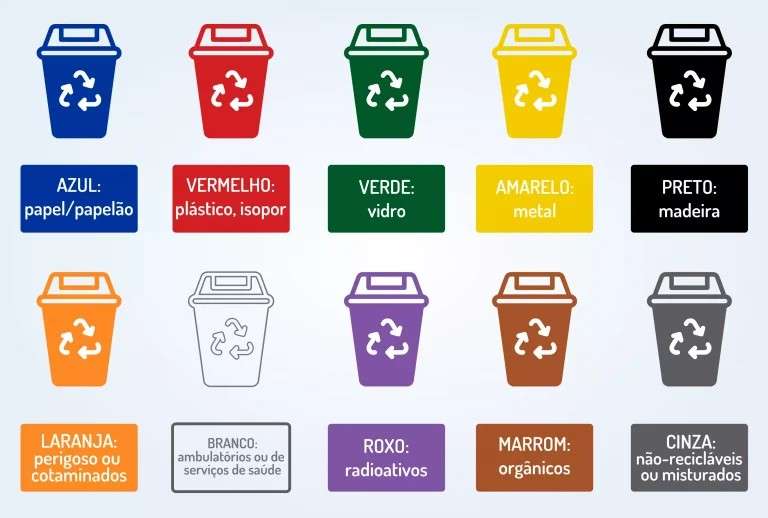 AZUL:
papel/papelão
VERMELHO:
plástico, isopor
VERDE:
vidro
AMARELO:
metal
PRETO:
madeira
LARANJA:
perigoso ou
cotaminados
BRANCO:
ambulatórios ou de
serviços de saúde
ROXO:
radioativos
MARROM:
orgânicos
CINZA:
não-recicláveis
ou misturados